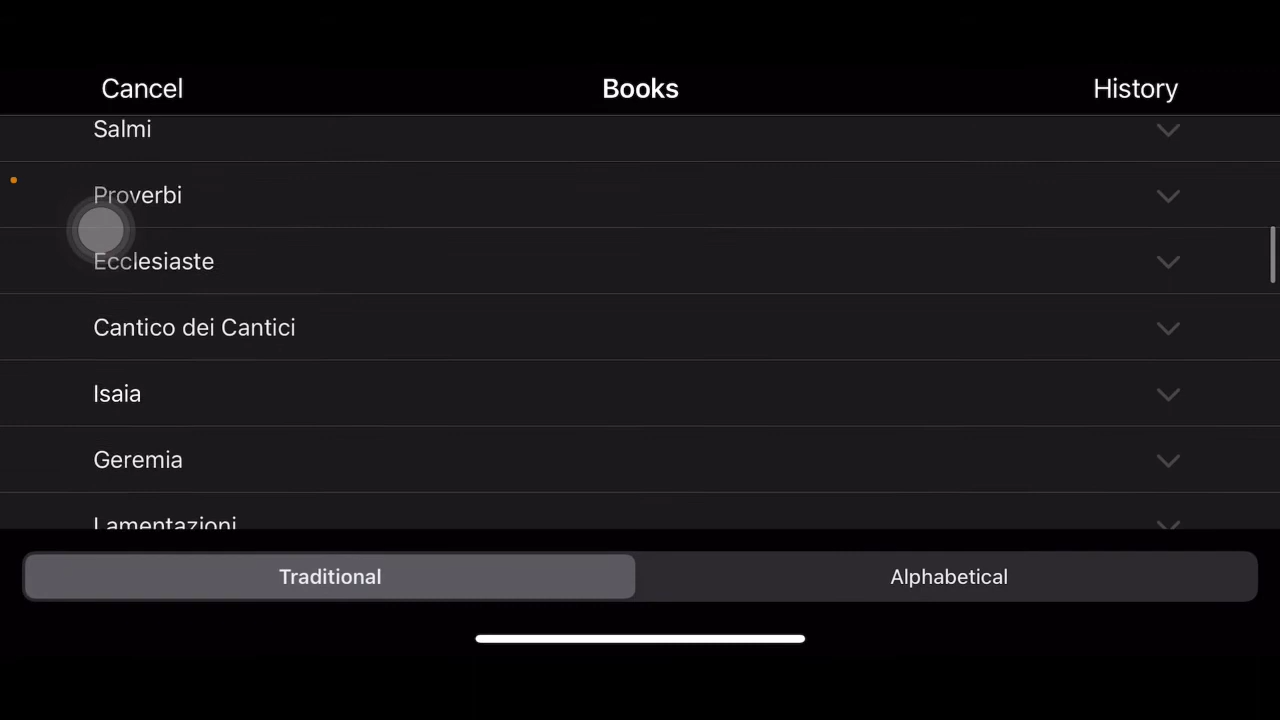 Cancel Books History
Salmi
Proverbi
Ecclesiaste
Cantico dei Cantici
Isaia
Geremia
Lamentazioni
Traditional Alphabetical